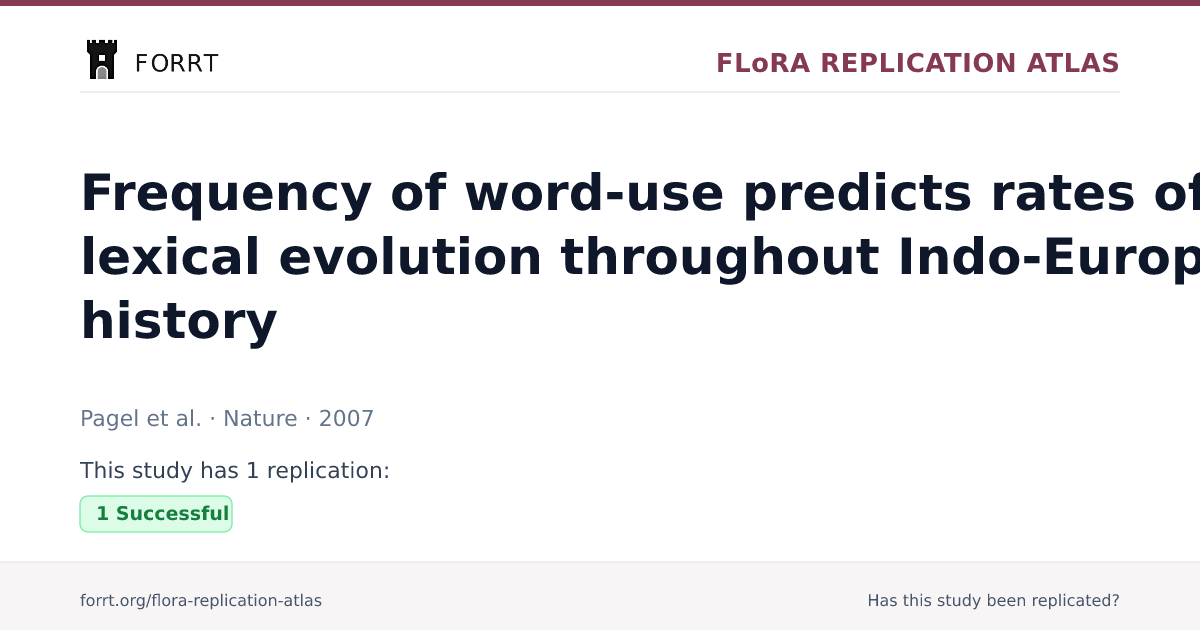 FORRT
FLoRA REPLICATION ATLAS
Frequency of word-use predicts rates of
lexical evolution throughout Indo-Europ
history
Pagel et al. · Nature · 2007
This study has 1 replication:
1 Successful
forrt.org/flora-replication-atlas
Has this study been replicated?